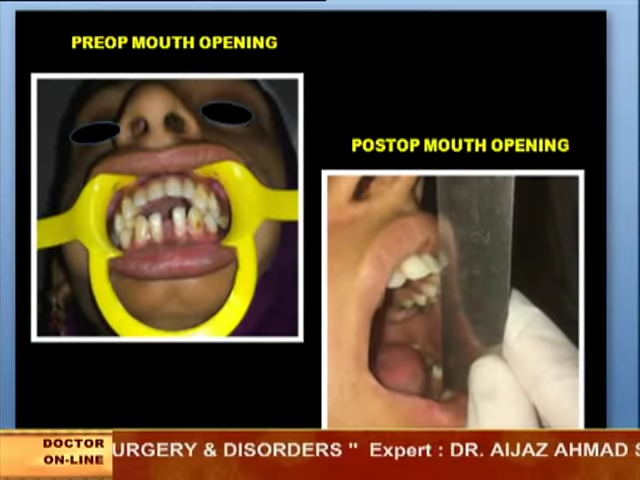 PREOP MOUTH OPENING
POSTOP MOUTH OPENING
DOCTOR
ON-LINE
URGERY & DISORDERS " Expert : DR. AIJAZ AHMAD S